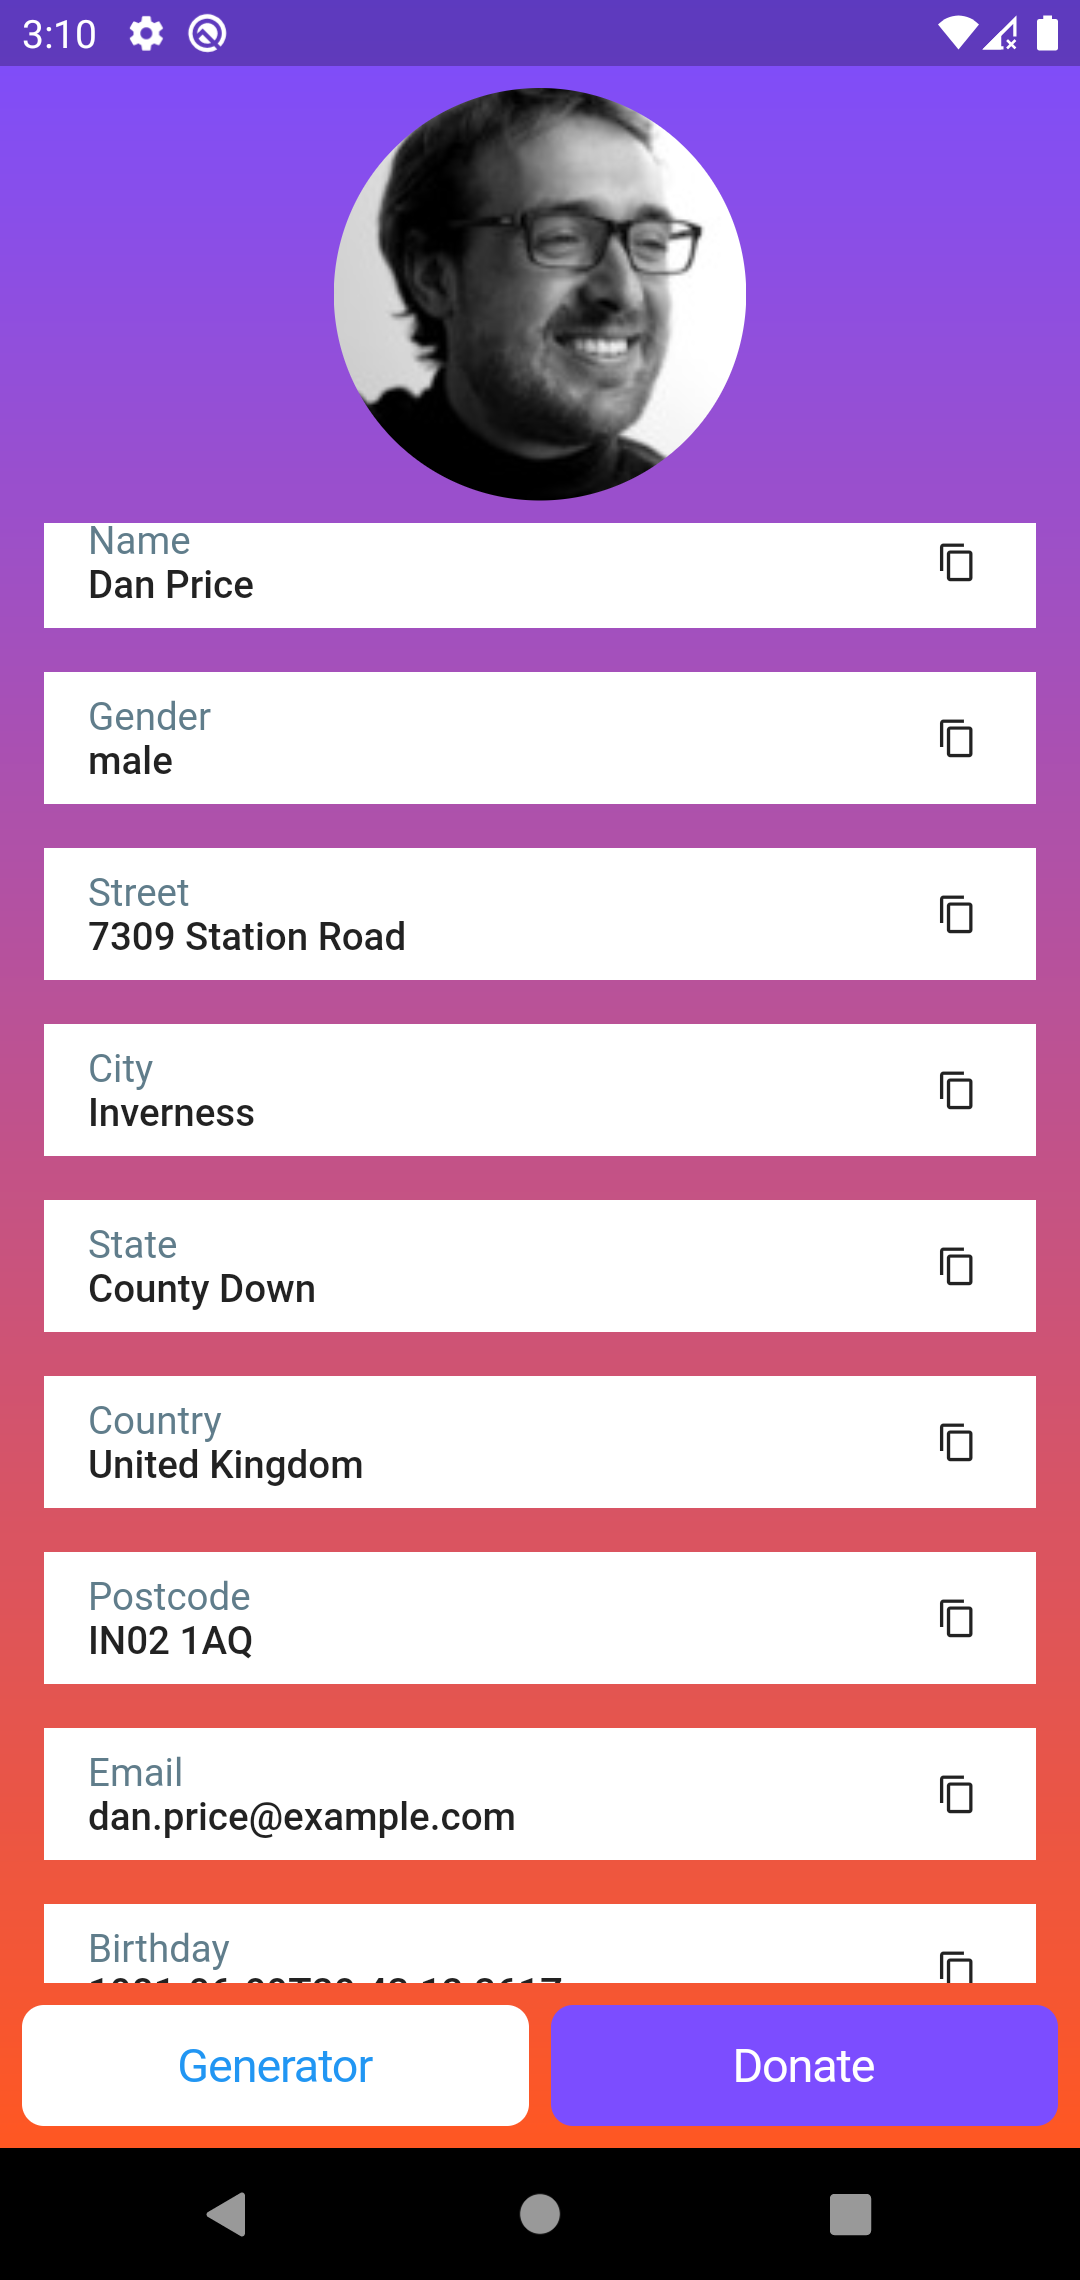 3:10
Name
Dan Price
Gender
male
Street
7309 Station Road
City
Inverness
State
County Down
Country
United Kingdom
Postcode
IN02 1AQ
Email
dan.price@example.com
Birthday
Generator
Donate